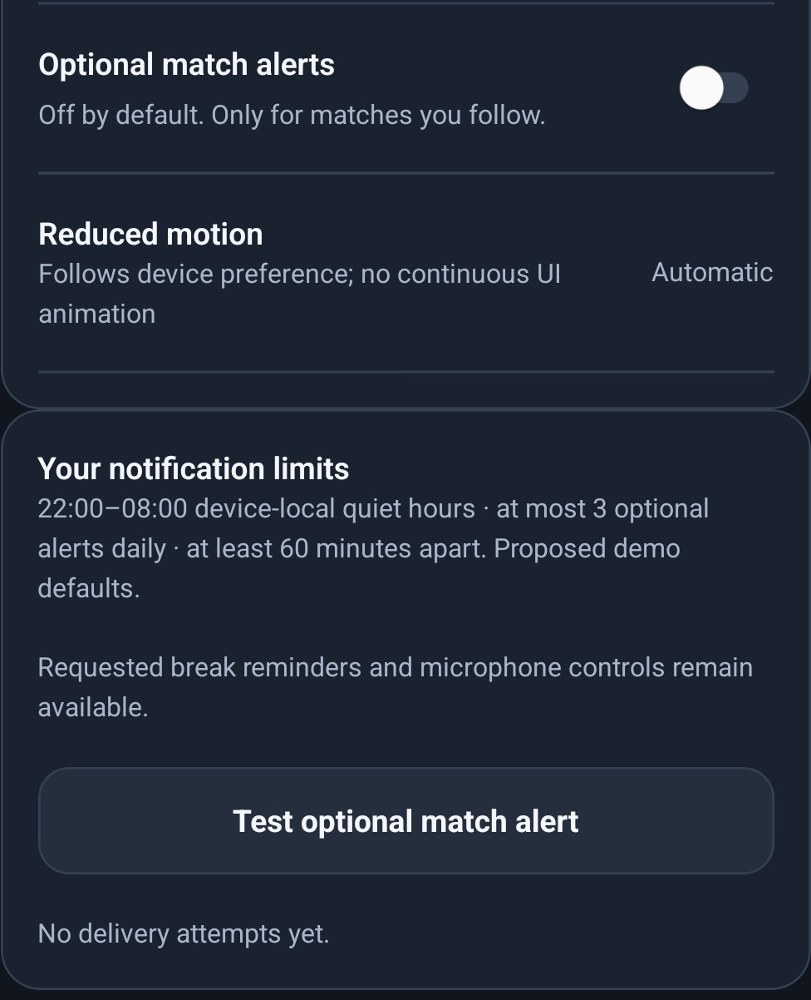 Optional match alerts
Off by default. Only for matches you follow.
Reduced motion
Follows device preference; no continuous UI
animation
Automatic
Your notification limits
22:00–08:00 device-local quiet hours · at most 3 optional
alerts daily · at least 60 minutes apart. Proposed demo
defaults.
Requested break reminders and microphone controls remain
available.
Test optional match alert
No delivery attempts yet.